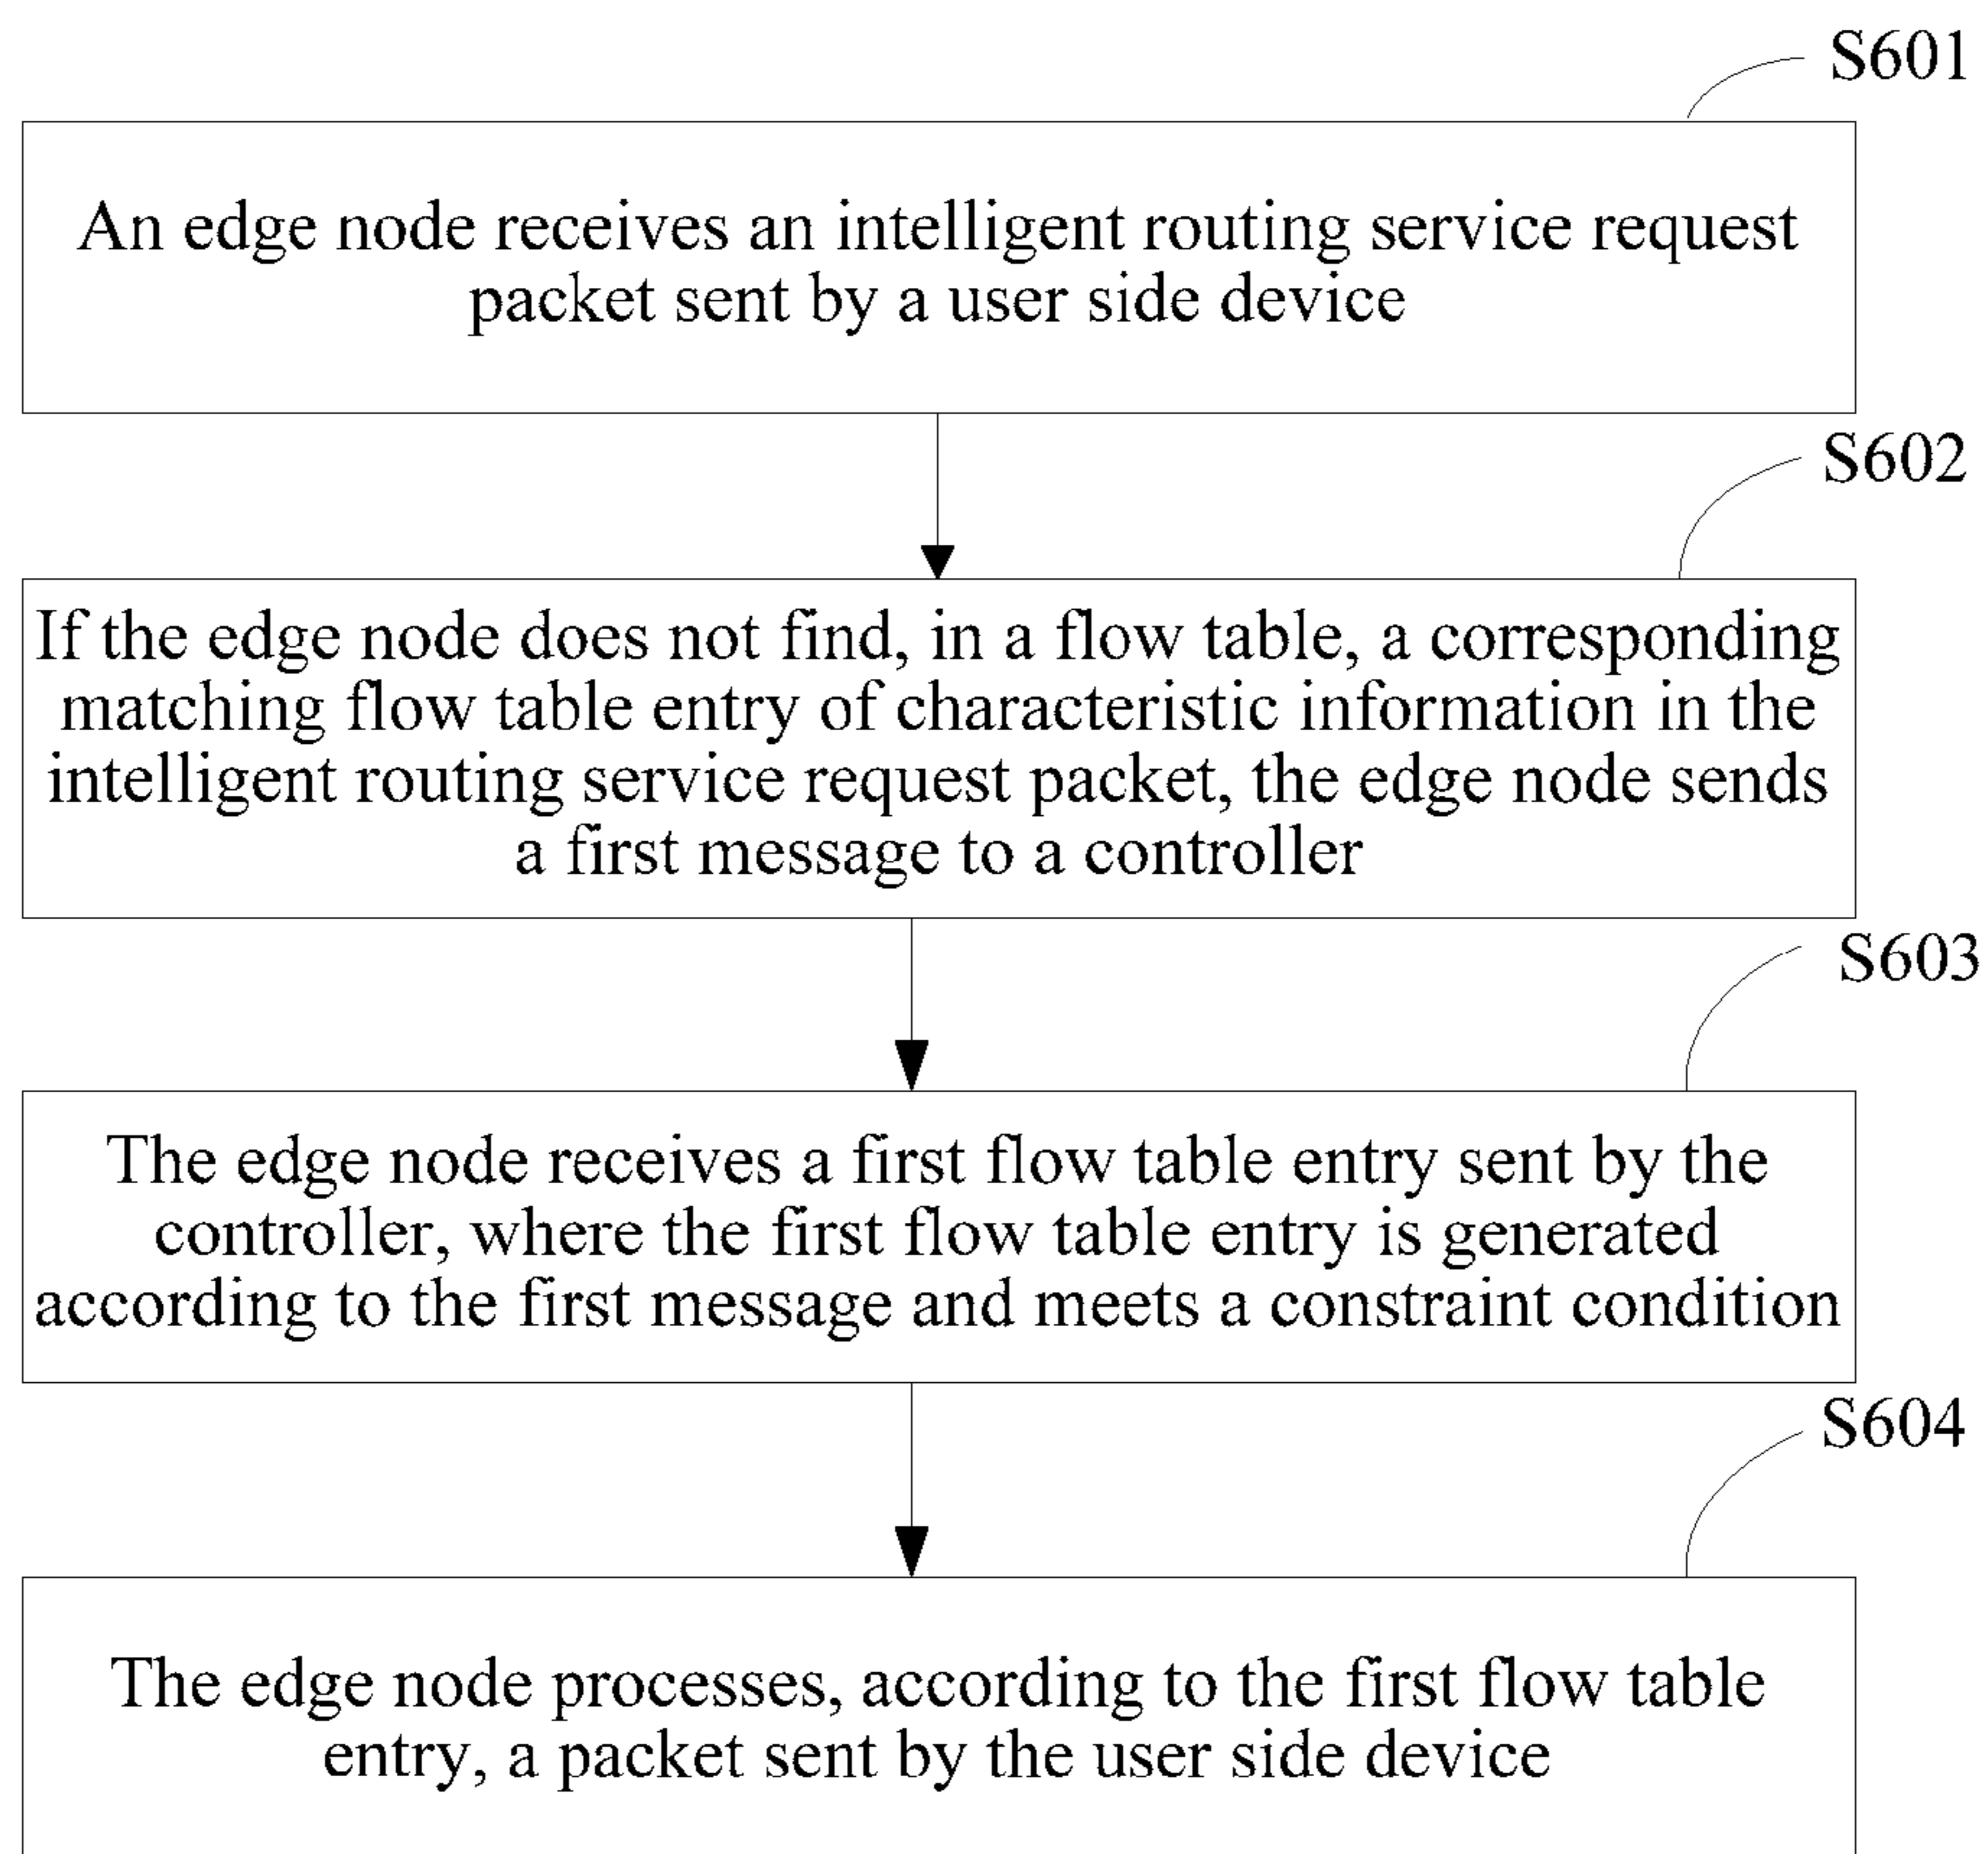 S601
An edge node receives an intelligent routing service request
packet sent by a user side device
S602
If the edge node does not find, in a flow table, a corresponding
matching flow table entry of characteristic information in the
intelligent routing service request packet, the edge node sends
a first message to a controller
S603
The edge node receives a first flow table entry sent by the
controller, where the first flow table entry is generated
according to the first message and meets a constraint condition
S604
The edge node processes, according to the first flow table
entry, a packet sent by the user side device